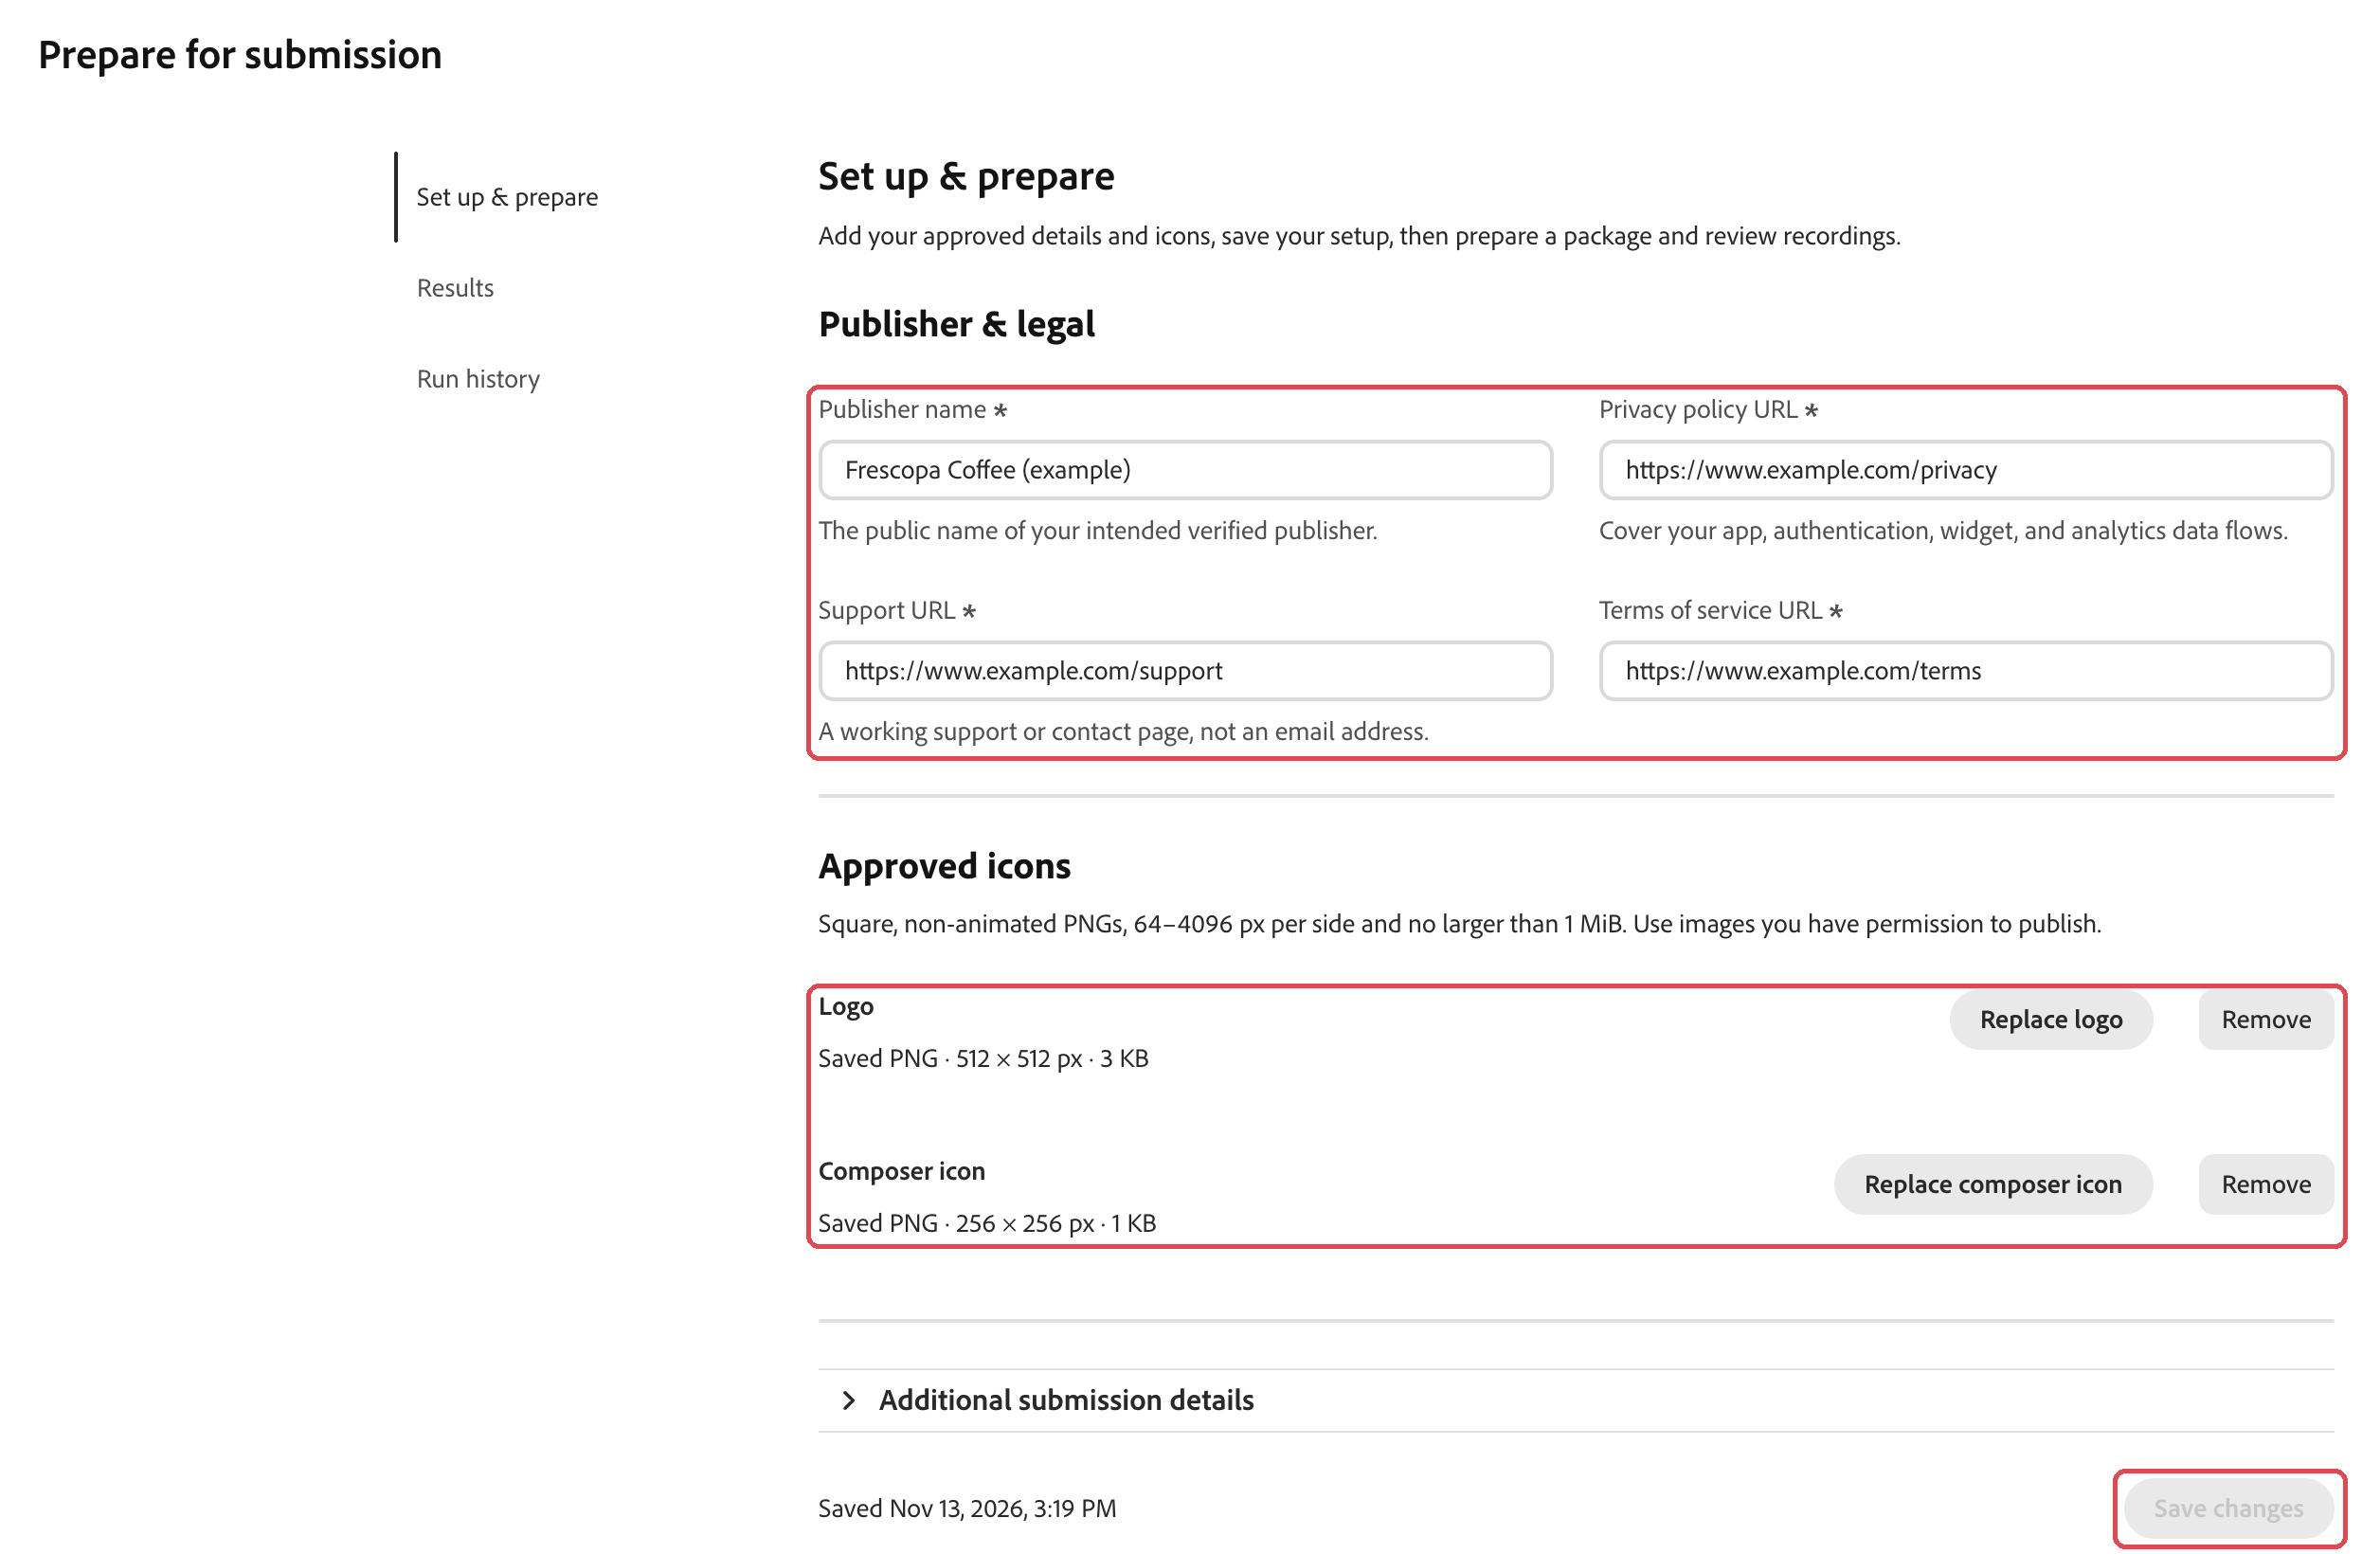 Prepare for submission
Set up & prepare
Results
Run history
Set up & prepare
Add your approved details and icons, save your setup, then prepare a package and review recordings.
Publisher & legal
Publisher name *
Privacy policy URL *
Frescopa Coffee (example)
https://www.example.com/privacy
The public name of your intended verified publisher.
Cover your app, authentication, widget, and analytics data flows.
Support URL *
Terms of service URL *
https://www.example.com/support
https://www.example.com/terms
A working support or contact page, not an email address.
Approved icons
Square, non-animated PNGs, 64–4096 px per side and no larger than 1 MiB. Use images you have permission to publish.
Logo
Replace logo
Remove
Saved PNG · 512 × 512 px · 3 KB
Composer icon
Replace composer icon
Remove
Saved PNG · 256 × 256 px · 1 KB
Additional submission details
Saved Nov 13, 2026, 3:19 PM
Save changes